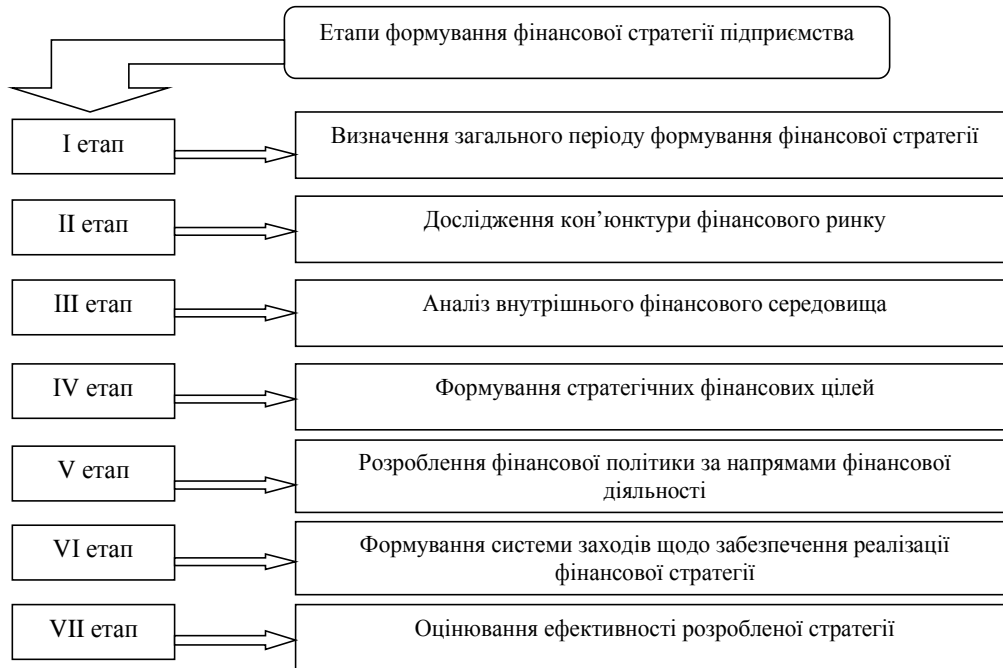 Етапи формування фінансової стратегії підприємства
I етап
Визначення загального періоду формування фінансової стратегії
II етап
Дослідження кон’юнктури фінансового ринку
III етап
Аналіз внутрішнього фінансового середовища
IV етап
Формування стратегічних фінансових цілей
V етап
Розроблення фінансової політики за напрямами фінансової
діяльності
VI етап
Формування системи заходів щодо забезпечення реалізації
фінансової стратегії
VII етап
Оцінювання ефективності розробленої стратегії